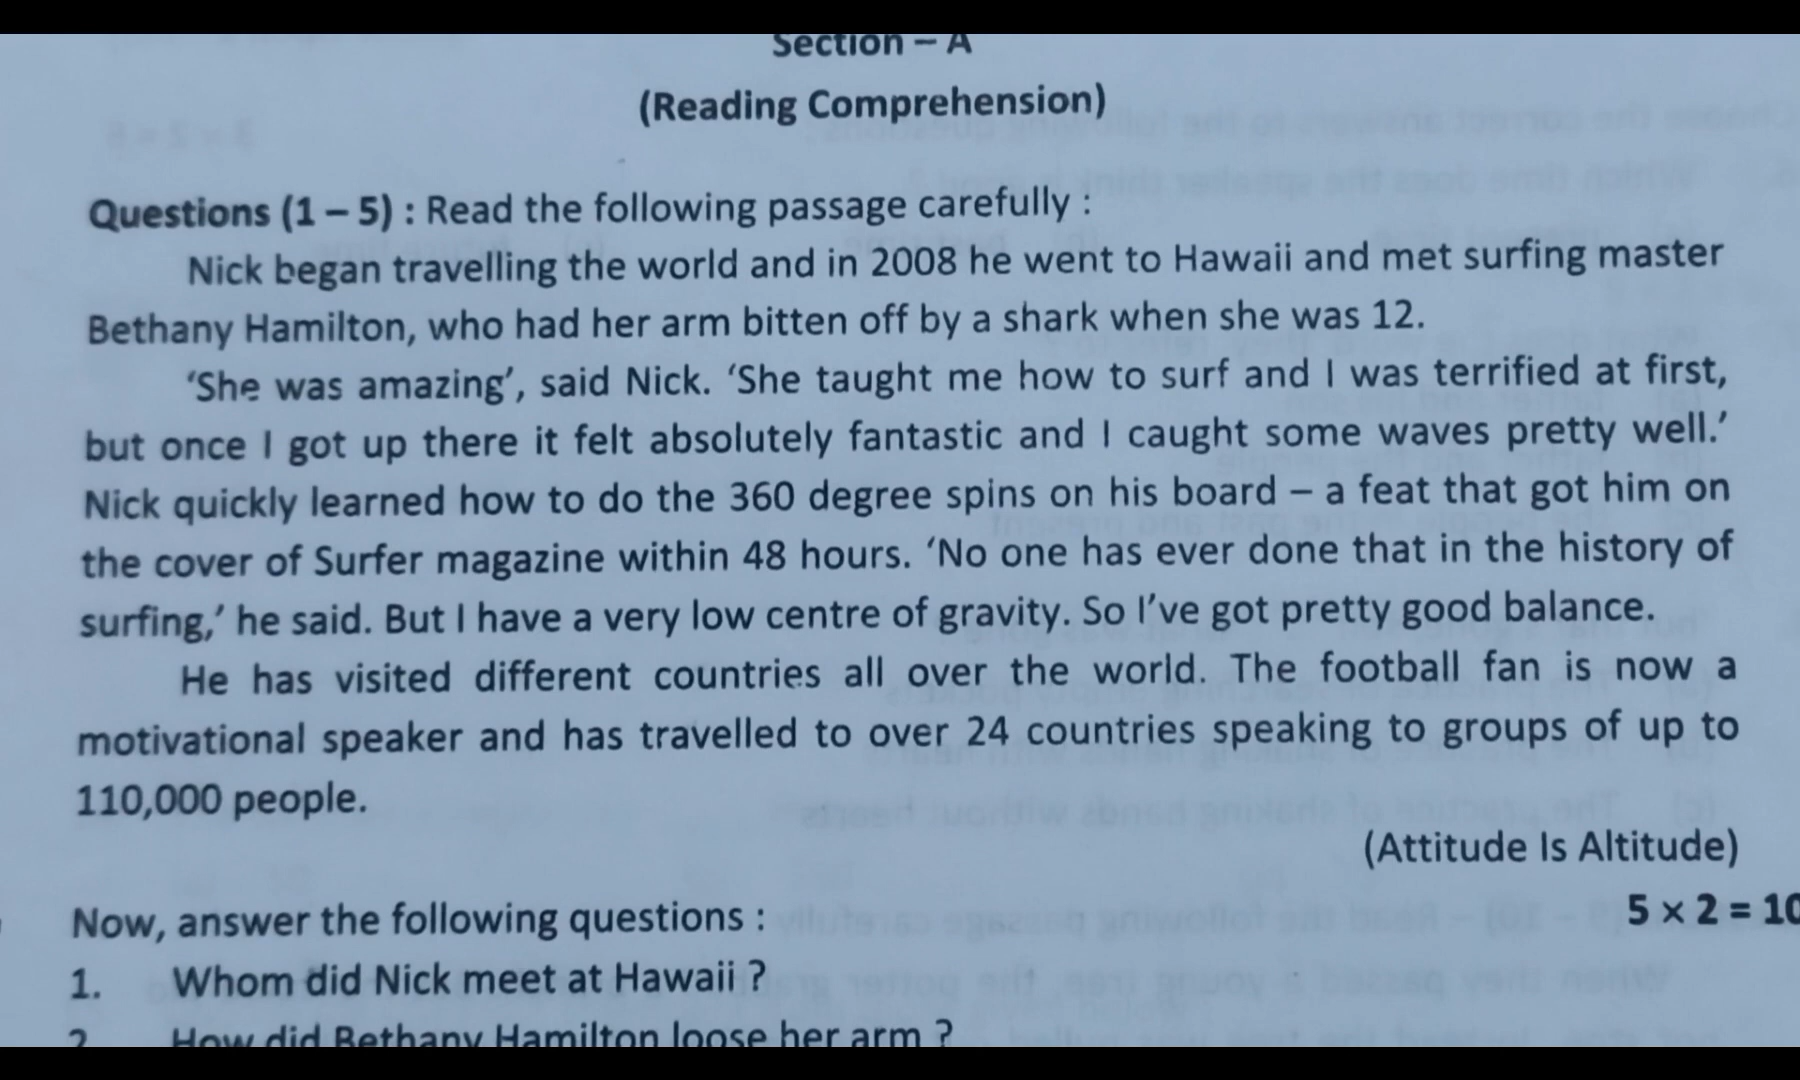 Section – A
(Reading Comprehension)
Questions (1 – 5) : Read the following passage carefully :
Nick began travelling the world and in 2008 he went to Hawaii and met surfing master
Bethany Hamilton, who had her arm bitten off by a shark when she was 12.
‘She was amazing’, said Nick. ‘She taught me how to surf and I was terrified at first,
but once I got up there it felt absolutely fantastic and I caught some waves pretty well.’
Nick quickly learned how to do the 360 degree spins on his board – a feat that got him on
the cover of Surfer magazine within 48 hours. ‘No one has ever done that in the history of
surfing,’ he said. But I have a very low centre of gravity. So I’ve got pretty good balance.
He has visited different countries all over the world. The football fan is now a
motivational speaker and has travelled to over 24 countries speaking to groups of up to
110,000 people.
(Attitude Is Altitude)
Now, answer the following questions : 5 × 2 = 10
1. Whom did Nick meet at Hawaii ?
2. How did Bethany Hamilton loose her arm ?